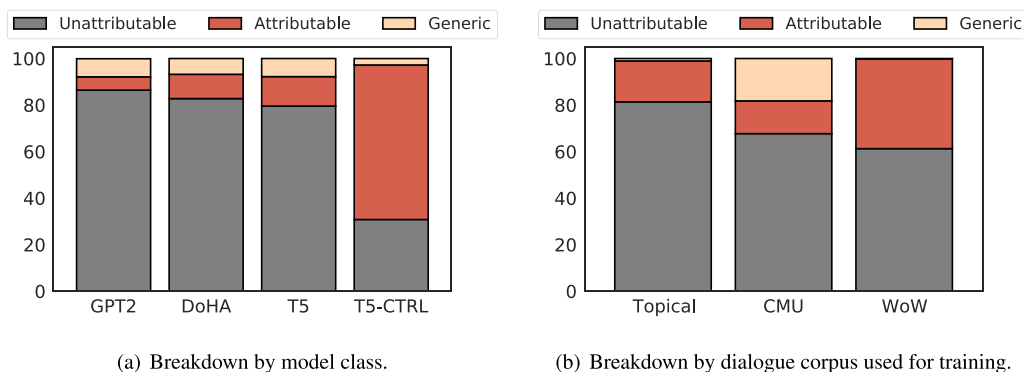 Unattributable Attributable Generic
100
80
60
40
20
0
GPT2 DoHA T5 T5-CTRL
(a) Breakdown by model class.
Unattributable Attributable Generic
100
80
60
40
20
0
Topical CMU WoW
(b) Breakdown by dialogue corpus used for training.